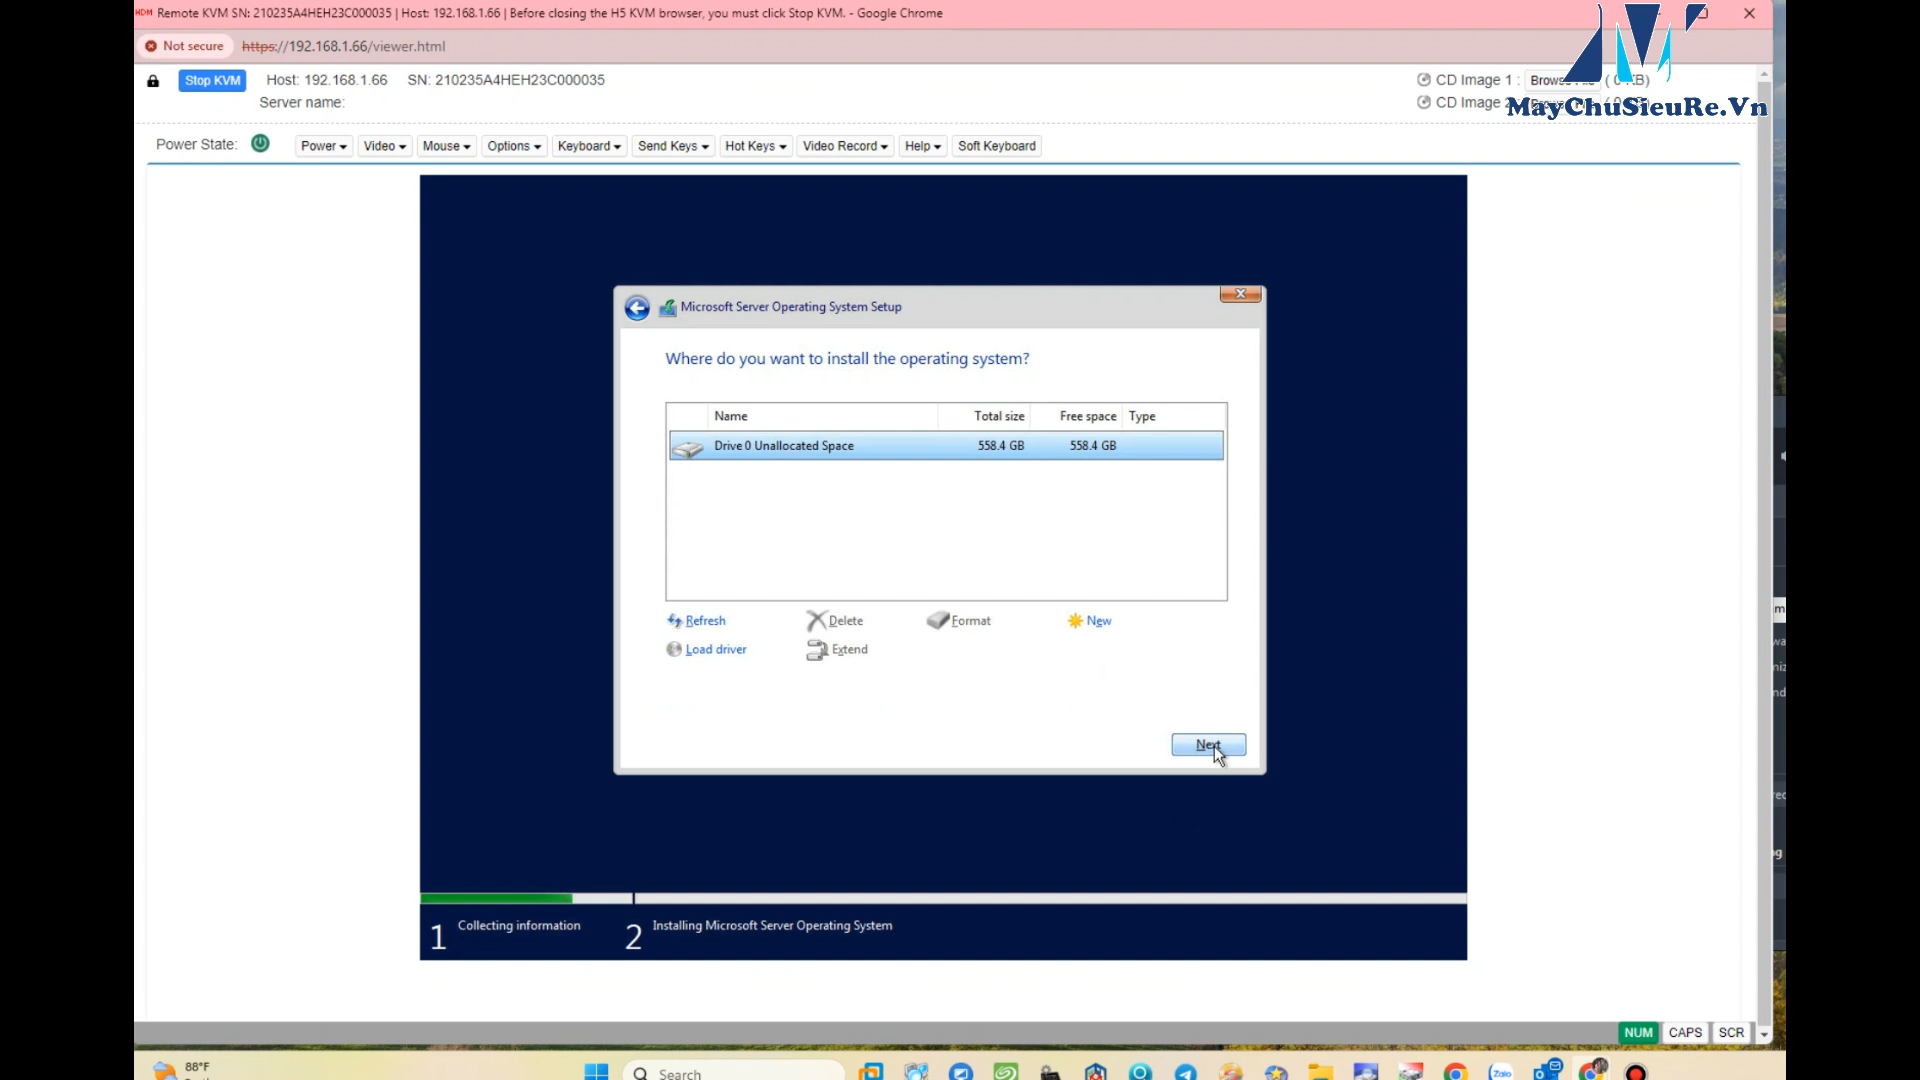 HDM Remote KVM SN: 210235A4HEH23C000035 | Host: 192.168.1.66 | Before closing the H5 KVM browser, you must click Stop KVM. - Google Chrome
Not secure https://192.168.1.66/viewer.html
Stop KVM Host: 192.168.1.66 SN: 210235A4HEH23C000035
CD Image 1 :
Server name:
CD Image
MayChuSieuRe.Vn
Power State: Power Video Mouse Options Keyboard Send Keys Hot Keys Video Record Help Soft Keyboard
Microsoft Server Operating System Setup
Where do you want to install the operating system?
Name Total size Free space Type
Drive 0 Unallocated Space 558.4 GB 558.4 GB
Refresh Delete Format New
Load driver Extend
Next
1 Collecting information 2 Installing Microsoft Server Operating System
NUM CAPS SCR
88°F
Search
Zalo